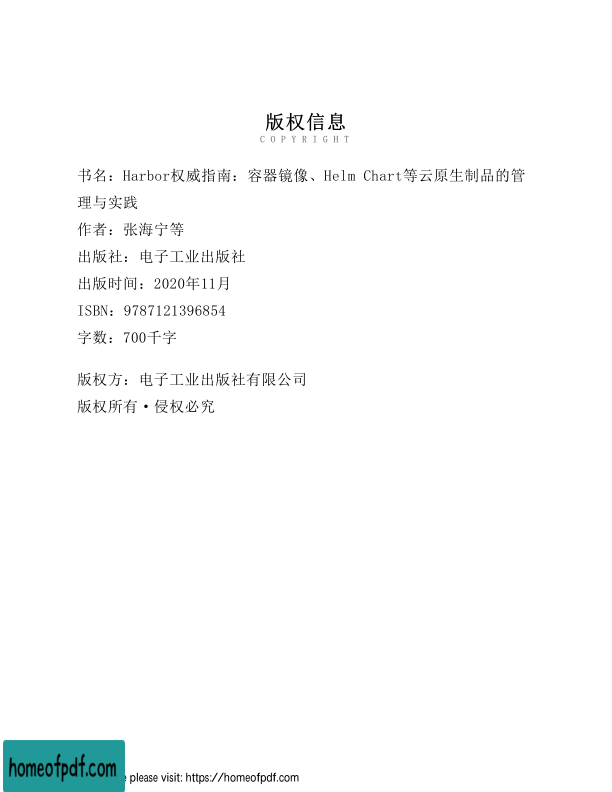 版权信息
COPYRIGHT
书名：Harbor权威指南：容器镜像、Helm Chart等云原生制品的管
理与实践
作者：张海宁等
出版社：电子工业出版社
出版时间：2020年11月
ISBN：9787121396854
字数：700千字
版权方：电子工业出版社有限公司
版权所有·侵权必究
homeofpdf.com
please visit: https://homeofpdf.com